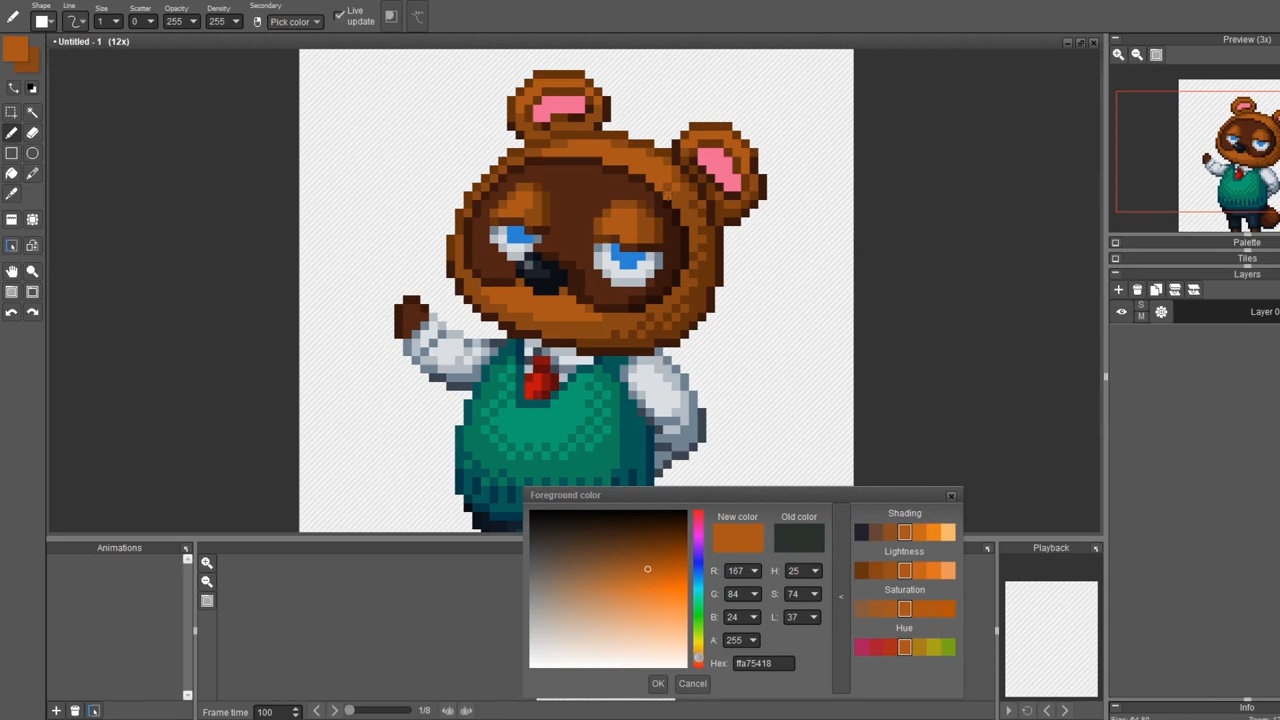 Shape Line Size Scatter Opacity Density Secondary
1 0 255 255 Pick color Live update
• Untitled - 1 (12x)
Preview (3x)
Palette
Tiles
Layers
S
M
Layer 0
Foreground color
New color Old color
R: 167 H: 25
G: 84 S: 74
B: 24 L: 37
A: 255
Hex: ffa75418
OK Cancel
<
Shading
Lightness
Saturation
Hue
Animations
Playback
Frame time 100 1/8
Info